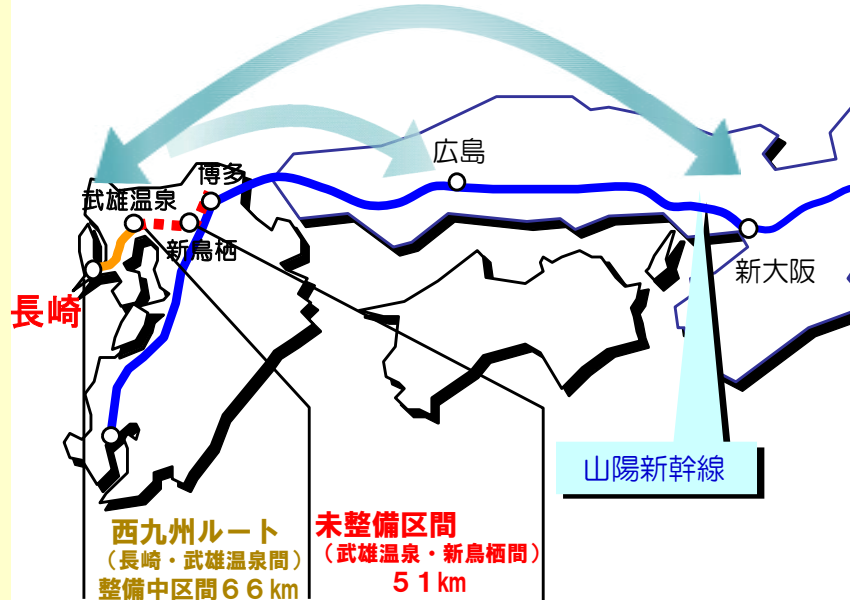 広島
博多
武雄温泉
新鳥栖
新大阪
長崎
山陽新幹線
西九州ルート
（長崎・武雄温泉間）
整備中区間６６km
未整備区間
（武雄温泉・新鳥栖間）
５１km